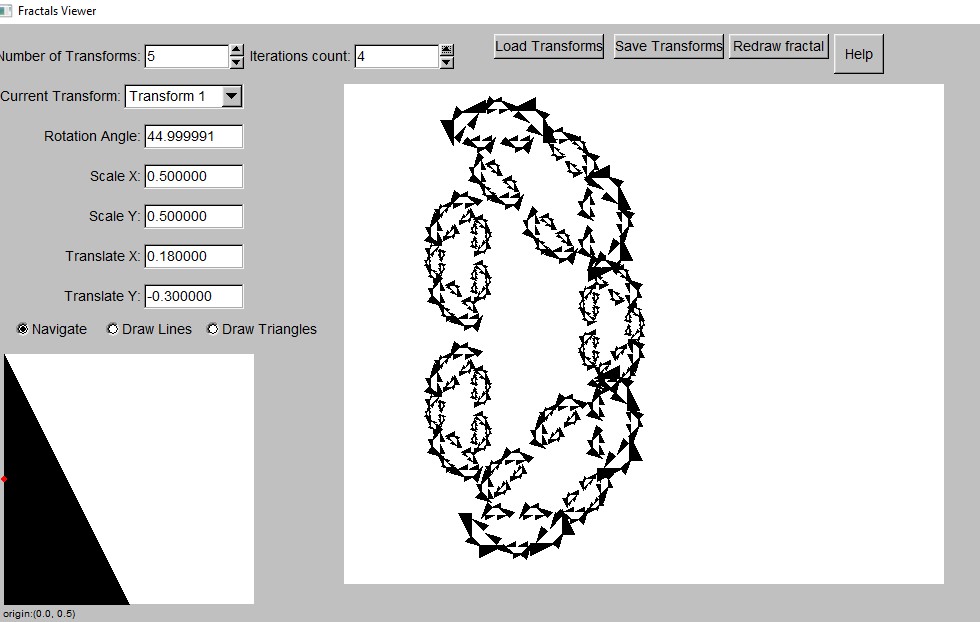 Fractals Viewer
Number of Transforms: 5 Iterations count: 4 Load Transforms Save Transforms Redraw fractal Help
Current Transform: Transform 1
Rotation Angle: 44.999991
Scale X: 0.500000
Scale Y: 0.500000
Translate X: 0.180000
Translate Y: -0.300000
Navigate Draw Lines Draw Triangles
origin:(0.0, 0.5)